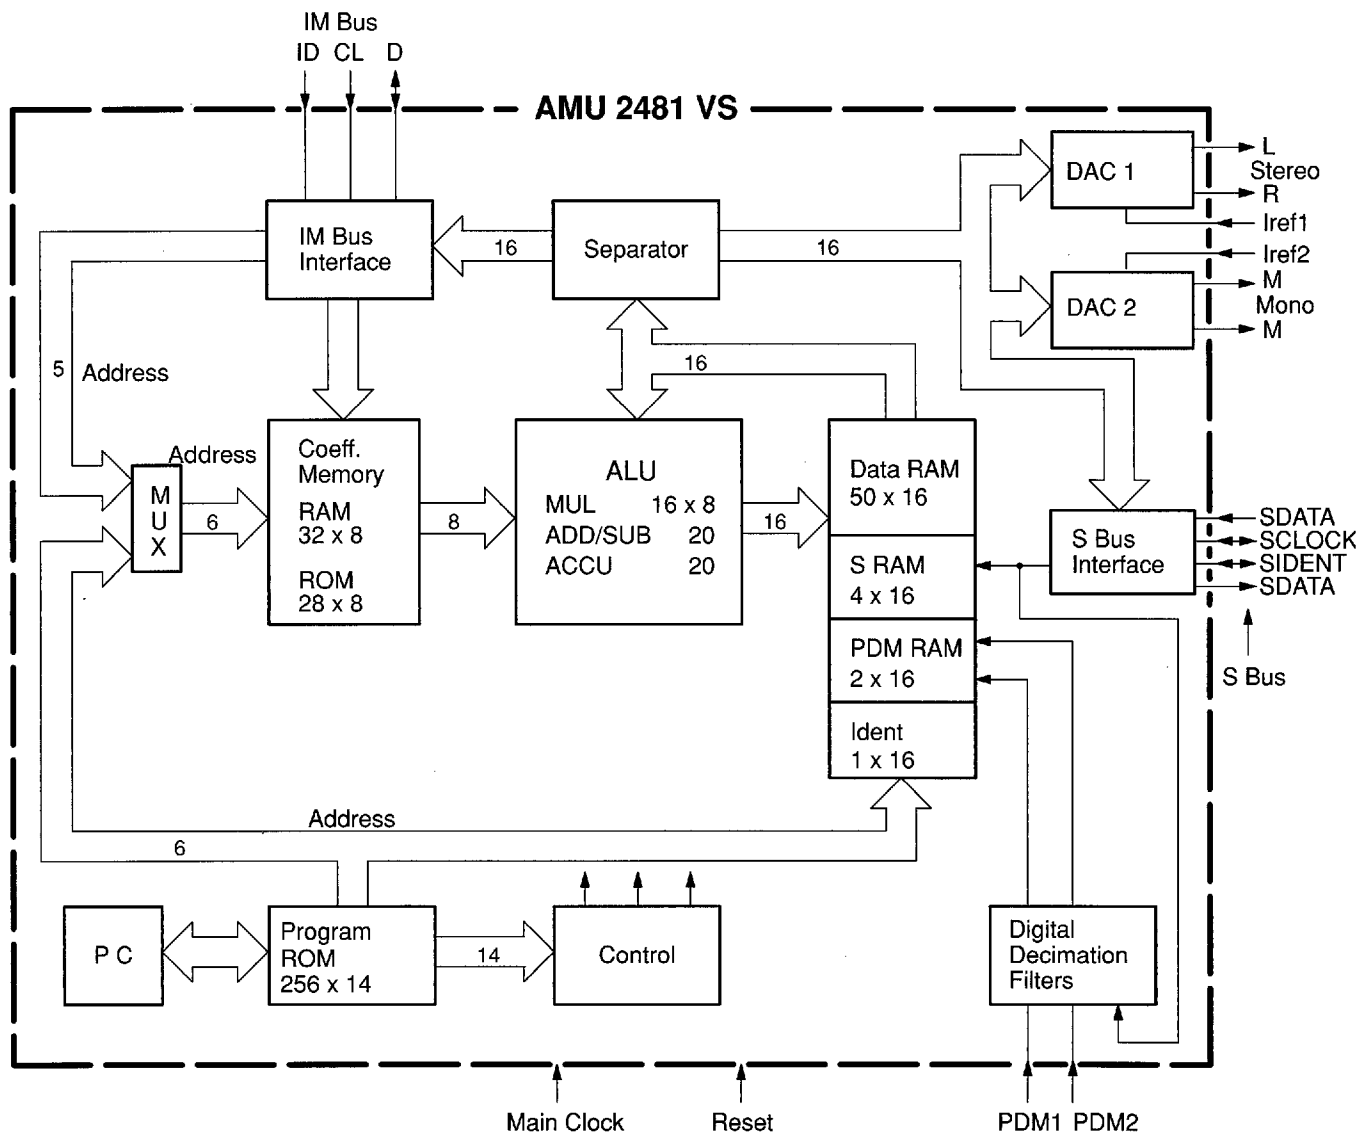 IM Bus
ID CL D
AMU 2481 VS
DAC 1
L
Stereo
R
Iref1
Iref2
DAC 2
M
Mono
M
IM Bus
Interface
16
Separator
16
5
Address
16
Address
MUX
6
Coeff.
Memory
RAM
32 x 8
ROM
28 x 8
8
ALU
MUL 16 x 8
ADD/SUB 20
ACCU 20
16
Data RAM
50 x 16
S RAM
4 x 16
PDM RAM
2 x 16
Ident
1 x 16
S Bus
Interface
SDATA
SCLOCK
SIDENT
SDATA
S Bus
Address
6
P C
Program
ROM
256 x 14
14
Control
Digital
Decimation
Filters
Main Clock
Reset
PDM1 PDM2